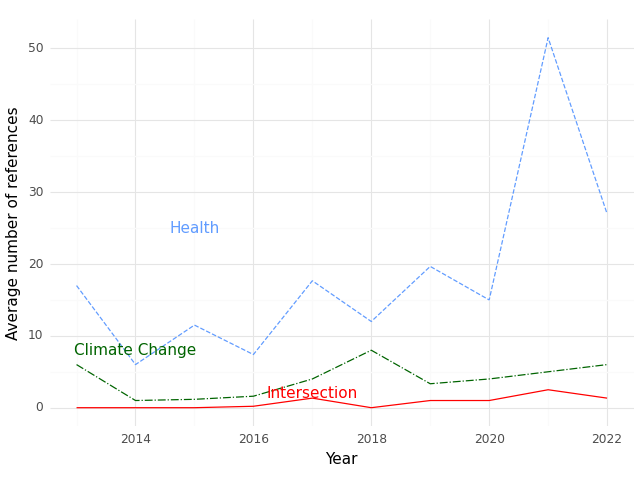 50
40
30
20
10
0
Health
Climate Change
Intersection
2014
2016
2018
2020
2022
Year
Average number of references